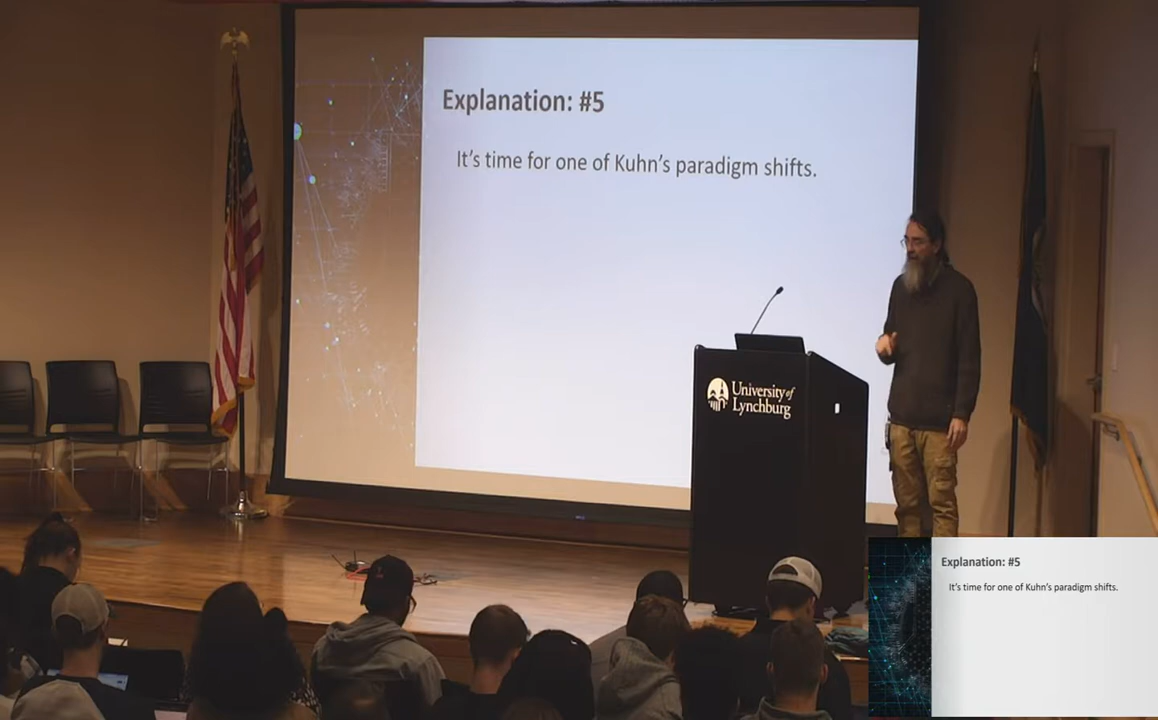 Explanation: #5
It's time for one of Kuhn's paradigm shifts.
University of
Lynchburg
Explanation: #5
It's time for one of Kuhn's paradigm shifts.